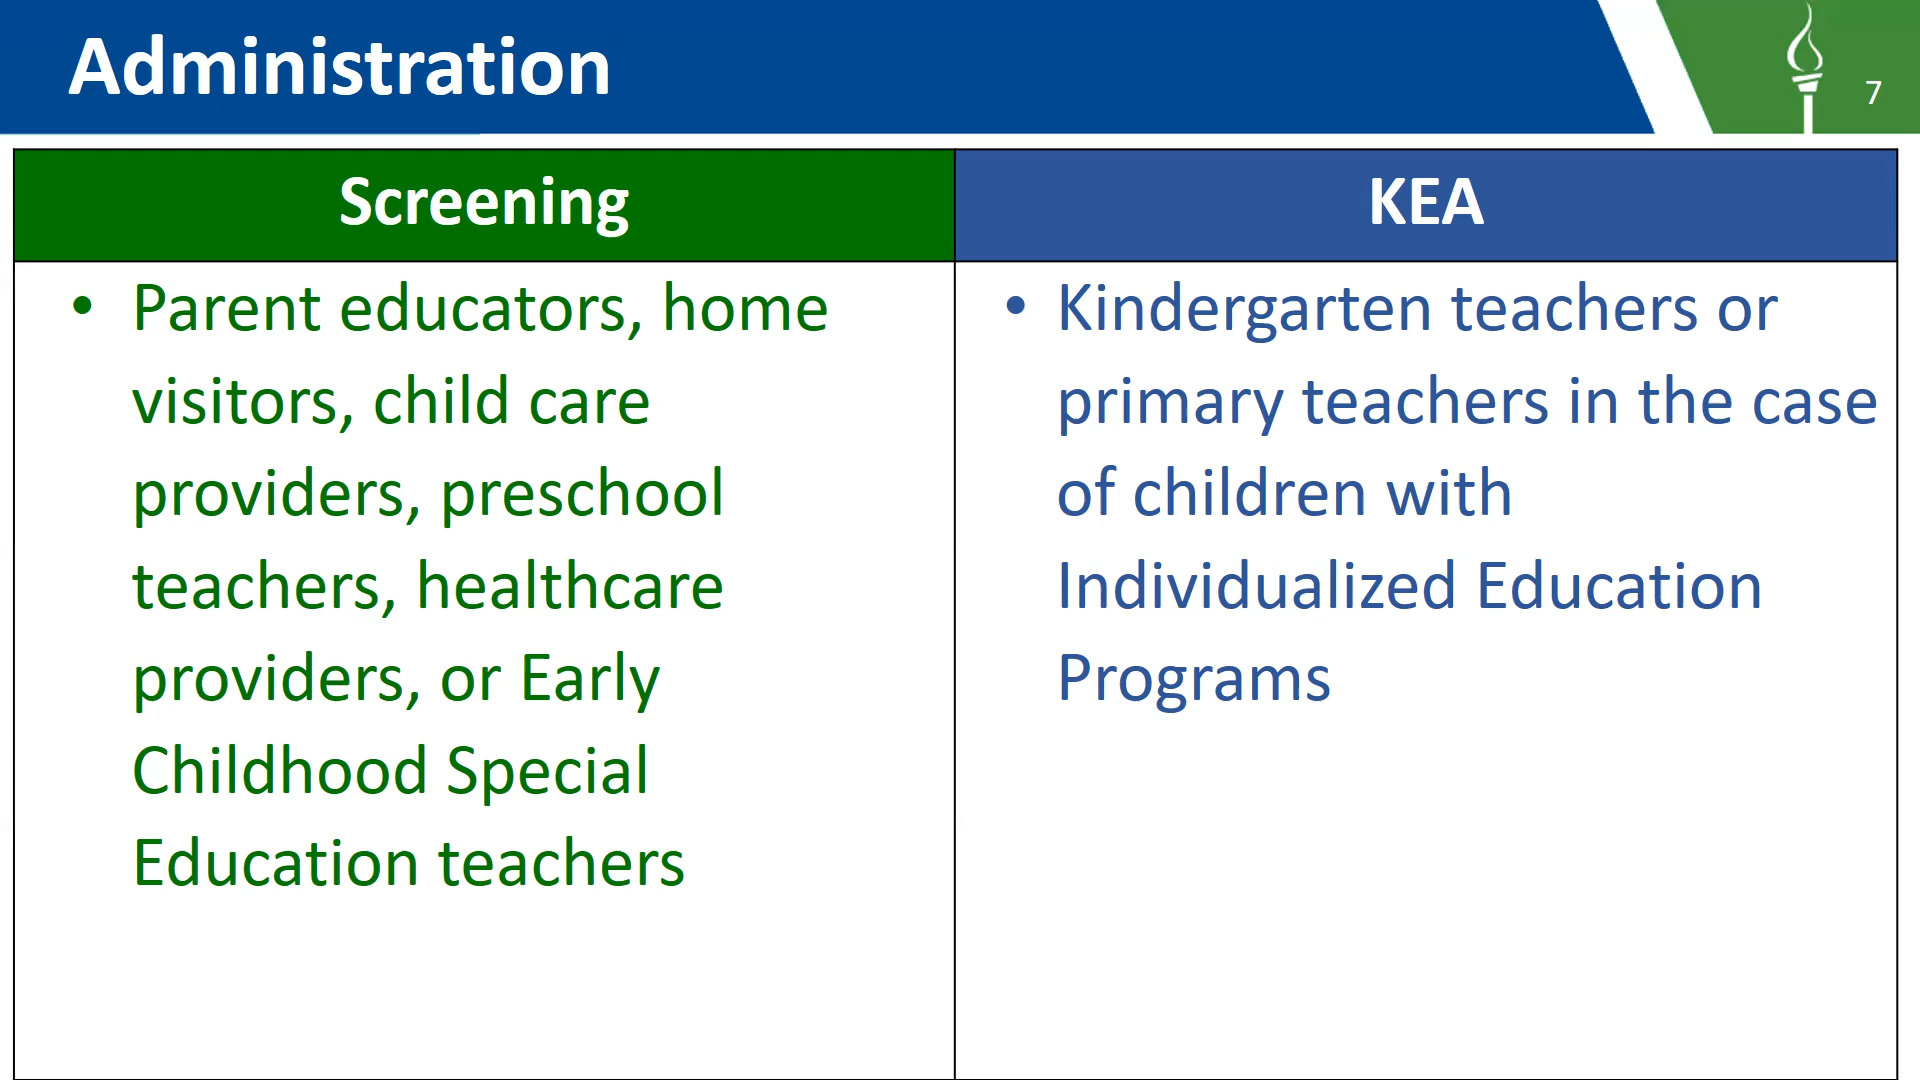 Administration
7
Screening
• Parent educators, home
visitors, child care
providers, preschool
teachers, healthcare
providers, or Early
Childhood Special
Education teachers
KEA
• Kindergarten teachers or
primary teachers in the case
of children with
Individualized Education
Programs